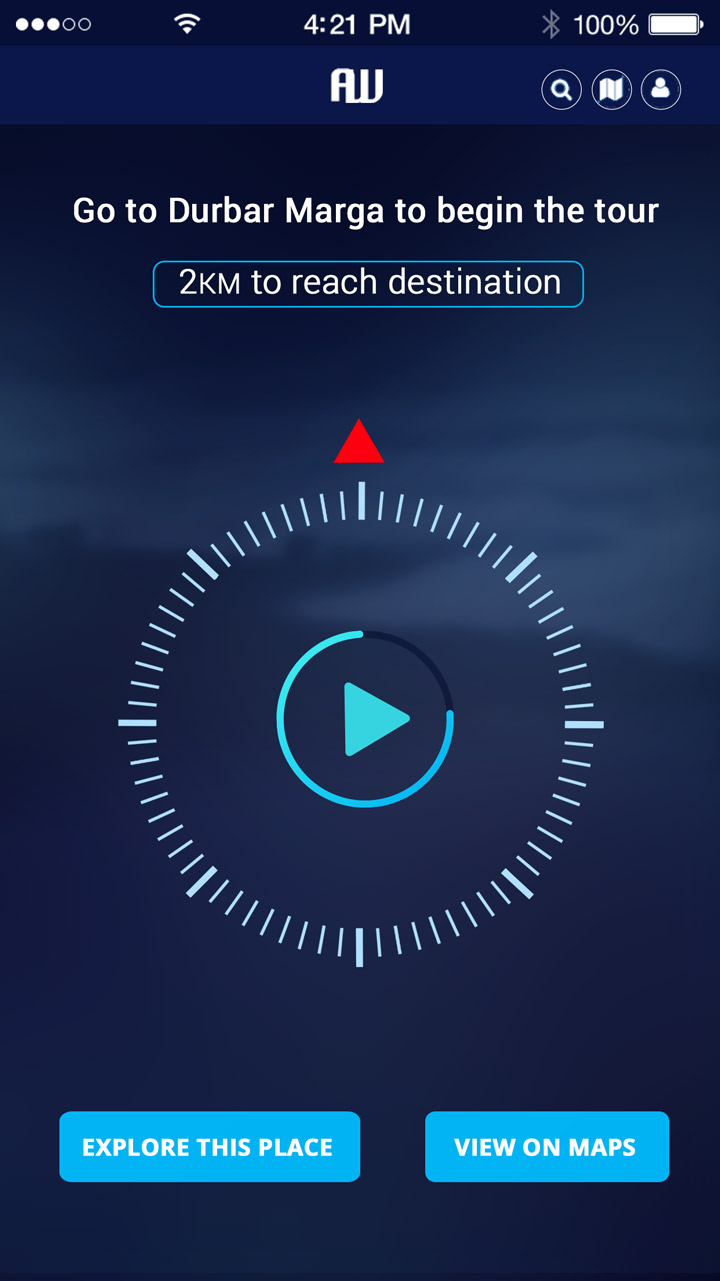 4:21 PM 100%
AW
Go to Durbar Marga to begin the tour
2KM to reach destination
EXPLORE THIS PLACE VIEW ON MAPS